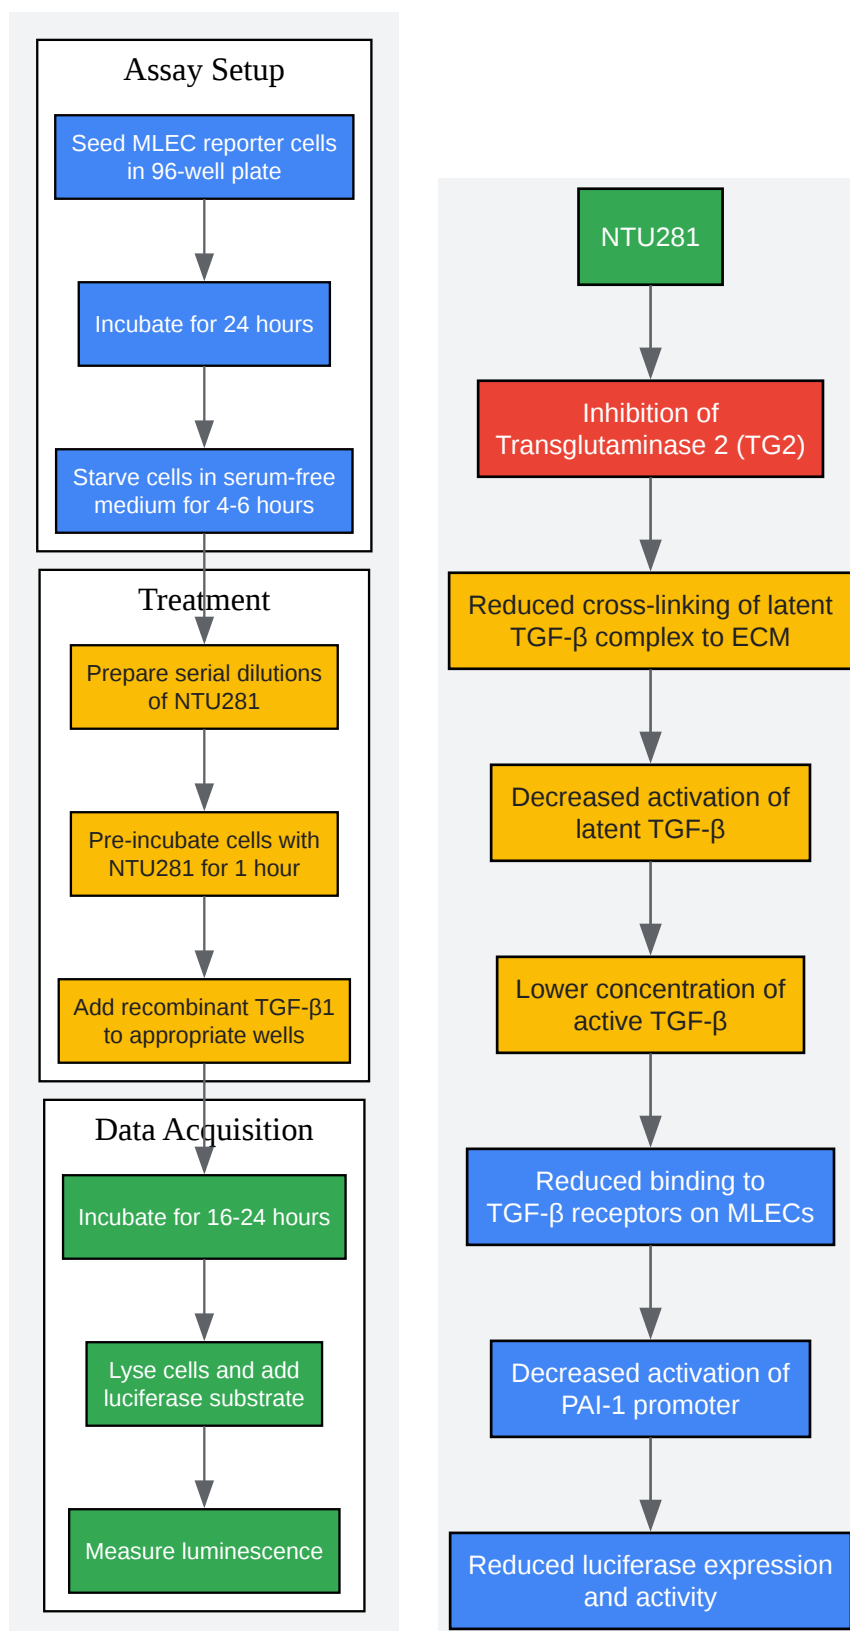 Assay Setup
Seed MLEC reporter cells
in 96-well plate
Incubate for 24 hours
Starve cells in serum-free
medium for 4-6 hours
Treatment
Prepare serial dilutions
of NTU281
Pre-incubate cells with
NTU281 for 1 hour
Add recombinant TGF-β1
to appropriate wells
Data Acquisition
Incubate for 16-24 hours
Lyse cells and add
luciferase substrate
Measure luminescence
NTU281
Inhibition of
Transglutaminase 2 (TG2)
Reduced cross-linking of latent
TGF-β complex to ECM
Decreased activation of
latent TGF-β
Lower concentration of
active TGF-β
Reduced binding to
TGF-β receptors on MLECs
Decreased activation of
PAI-1 promoter
Reduced luciferase expression
and activity